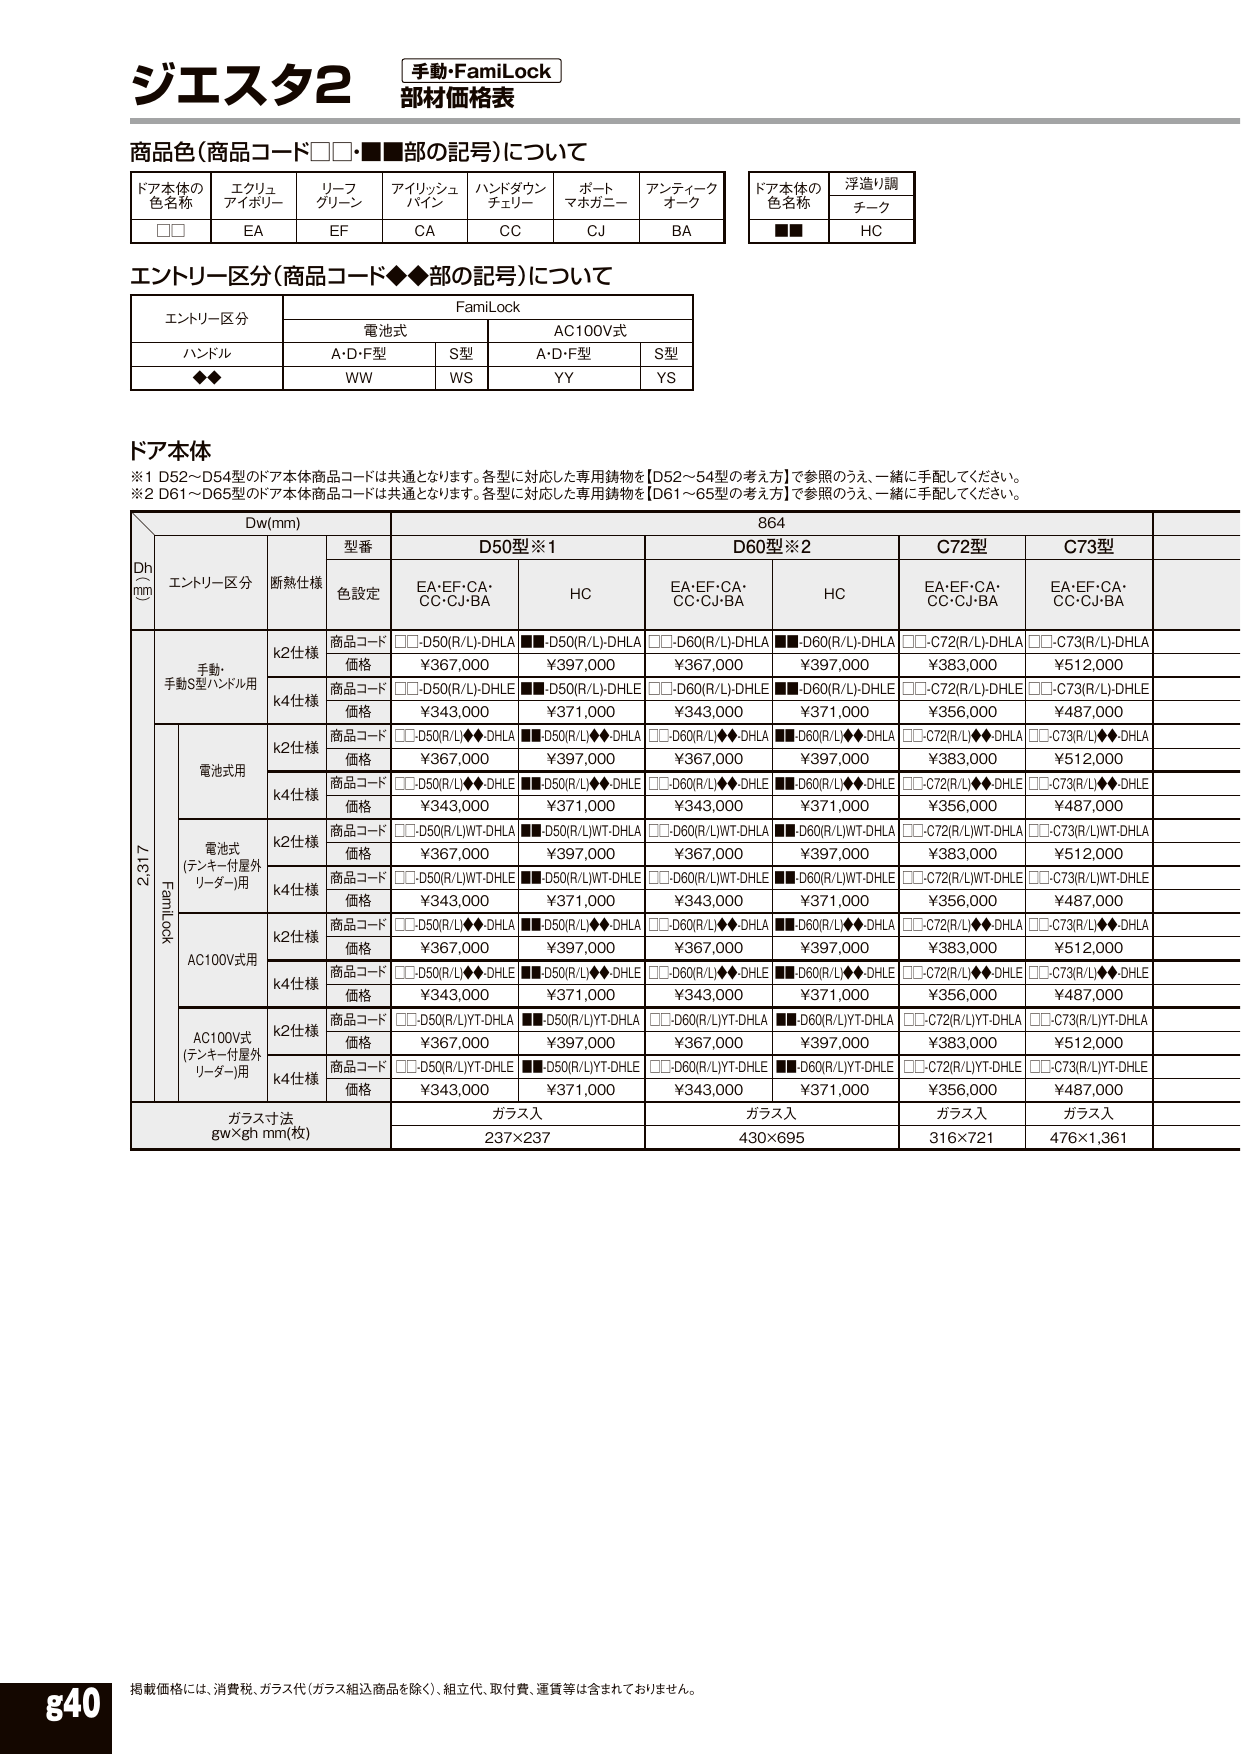 ジエスタ2 手動・FamiLock
部材価格表
商品色(商品コード□□・■■部の記号)について
ドア本体の色名称 エクリュアイボリー リーフグリーン アイリッシュパイン ハンドダウンチェリー ポートマホガニー アンティークオーク
□□ EA EF CA CC CJ BA
ドア本体の色名称 浮造り調
チーク
■■ HC
エントリー区分(商品コード◆◆部の記号)について
エントリー区分 FamiLock
電池式 AC100V式
ハンドル A・D・F型 S型 A・D・F型 S型
◆◆ WW WS YY YS
ドア本体
※1 D52〜D54型のドア本体商品コードは共通となります。各型に対応した専用鋳物を【D52〜54型の考え方】で参照のうえ、一緒に手配してください。
※2 D61〜D65型のドア本体商品コードは共通となります。各型に対応した専用鋳物を【D61〜65型の考え方】で参照のうえ、一緒に手配してください。
Dw(mm) 864
Dh(mm) エントリー区分 断熱仕様 型番 D50型※1 D60型※2 C72型 C73型
色設定 EA・EF・CA・CC・CJ・BA HC EA・EF・CA・CC・CJ・BA HC EA・EF・CA・CC・CJ・BA EA・EF・CA・CC・CJ・BA
2,317
手動・手動S型ハンドル用
k2仕様 商品コード □□-D50(R/L)-DHLA ■■-D50(R/L)-DHLA □□-D60(R/L)-DHLA ■■-D60(R/L)-DHLA □□-C72(R/L)-DHLA □□-C73(R/L)-DHLA
価格 ¥367,000 ¥397,000 ¥367,000 ¥397,000 ¥383,000 ¥512,000
k4仕様 商品コード □□-D50(R/L)-DHLE ■■-D50(R/L)-DHLE □□-D60(R/L)-DHLE ■■-D60(R/L)-DHLE □□-C72(R/L)-DHLE □□-C73(R/L)-DHLE
価格 ¥343,000 ¥371,000 ¥343,000 ¥371,000 ¥356,000 ¥487,000
FamiLock
電池式用
k2仕様 商品コード □□-D50(R/L)◆◆-DHLA ■■-D50(R/L)◆◆-DHLA □□-D60(R/L)◆◆-DHLA ■■-D60(R/L)◆◆-DHLA □□-C72(R/L)◆◆-DHLA □□-C73(R/L)◆◆-DHLA
価格 ¥367,000 ¥397,000 ¥367,000 ¥397,000 ¥383,000 ¥512,000
k4仕様 商品コード □□-D50(R/L)◆◆-DHLE ■■-D50(R/L)◆◆-DHLE □□-D60(R/L)◆◆-DHLE ■■-D60(R/L)◆◆-DHLE □□-C72(R/L)◆◆-DHLE □□-C73(R/L)◆◆-DHLE
価格 ¥343,000 ¥371,000 ¥343,000 ¥371,000 ¥356,000 ¥487,000
電池式(テンキー付屋外リーダー)用
k2仕様 商品コード □□-D50(R/L)WT-DHLA ■■-D50(R/L)WT-DHLA □□-D60(R/L)WT-DHLA ■■-D60(R/L)WT-DHLA □□-C72(R/L)WT-DHLA □□-C73(R/L)WT-DHLA
価格 ¥367,000 ¥397,000 ¥367,000 ¥397,000 ¥383,000 ¥512,000
k4仕様 商品コード □□-D50(R/L)WT-DHLE ■■-D50(R/L)WT-DHLE □□-D60(R/L)WT-DHLE ■■-D60(R/L)WT-DHLE □□-C72(R/L)WT-DHLE □□-C73(R/L)WT-DHLE
価格 ¥343,000 ¥371,000 ¥343,000 ¥371,000 ¥356,000 ¥487,000
AC100V式用
k2仕様 商品コード □□-D50(R/L)◆◆-DHLA ■■-D50(R/L)◆◆-DHLA □□-D60(R/L)◆◆-DHLA ■■-D60(R/L)◆◆-DHLA □□-C72(R/L)◆◆-DHLA □□-C73(R/L)◆◆-DHLA
価格 ¥367,000 ¥397,000 ¥367,000 ¥397,000 ¥383,000 ¥512,000
k4仕様 商品コード □□-D50(R/L)◆◆-DHLE ■■-D50(R/L)◆◆-DHLE □□-D60(R/L)◆◆-DHLE ■■-D60(R/L)◆◆-DHLE □□-C72(R/L)◆◆-DHLE □□-C73(R/L)◆◆-DHLE
価格 ¥343,000 ¥371,000 ¥343,000 ¥371,000 ¥356,000 ¥487,000
AC100V式(テンキー付屋外リーダー)用
k2仕様 商品コード □□-D50(R/L)YT-DHLA ■■-D50(R/L)YT-DHLA □□-D60(R/L)YT-DHLA ■■-D60(R/L)YT-DHLA □□-C72(R/L)YT-DHLA □□-C73(R/L)YT-DHLA
価格 ¥367,000 ¥397,000 ¥367,000 ¥397,000 ¥383,000 ¥512,000
k4仕様 商品コード □□-D50(R/L)YT-DHLE ■■-D50(R/L)YT-DHLE □□-D60(R/L)YT-DHLE ■■-D60(R/L)YT-DHLE □□-C72(R/L)YT-DHLE □□-C73(R/L)YT-DHLE
価格 ¥343,000 ¥371,000 ¥343,000 ¥371,000 ¥356,000 ¥487,000
ガラス寸法 gw×gh mm(枚) ガラス入 ガラス入 ガラス入 ガラス入
237×237 430×695 316×721 476×1,361
g40 掲載価格には、消費税、ガラス代(ガラス組込商品を除く)、組立代、取付費、運賃等は含まれておりません。